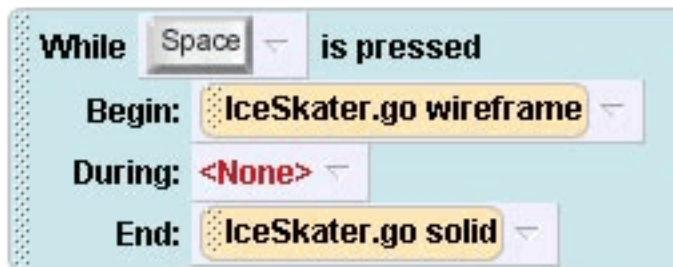 While Space is pressed
Begin: IceSkater.go wireframe
During: <None>
End: IceSkater.go solid